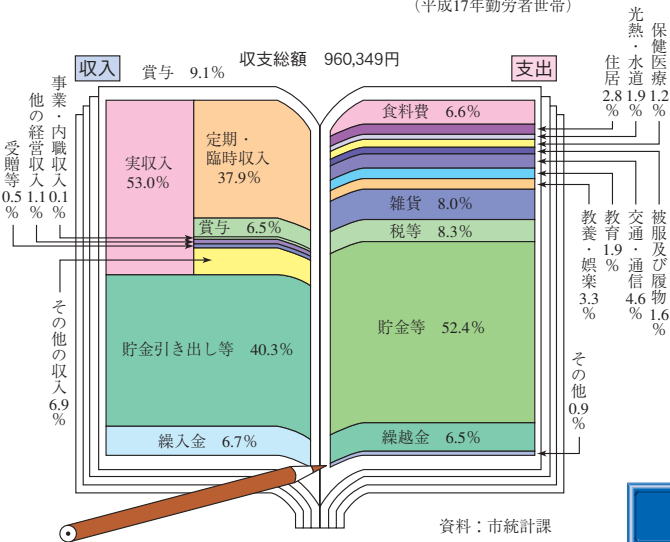 (平成17年勤労者世帯)
収支総額 960,349円
収入
賞与 9.1%
実収入
53.0%
定期・
臨時収入
37.9%
賞与 6.5%
事業・内職収入 0.1%
他の経営収入 1.1%
受贈等 0.5%
その他の収入 6.9%
貯金引き出し等 40.3%
繰入金 6.7%
支出
食料費 6.6%
住居 2.8%
光熱・水道 1.9%
保健医療 1.2%
被服及び履物 1.6%
交通・通信 4.6%
教育 1.9%
教養・娯楽 3.3%
雑貨 8.0%
税等 8.3%
貯金等 52.4%
繰越金 6.5%
その他 0.9%
資料：市統計課